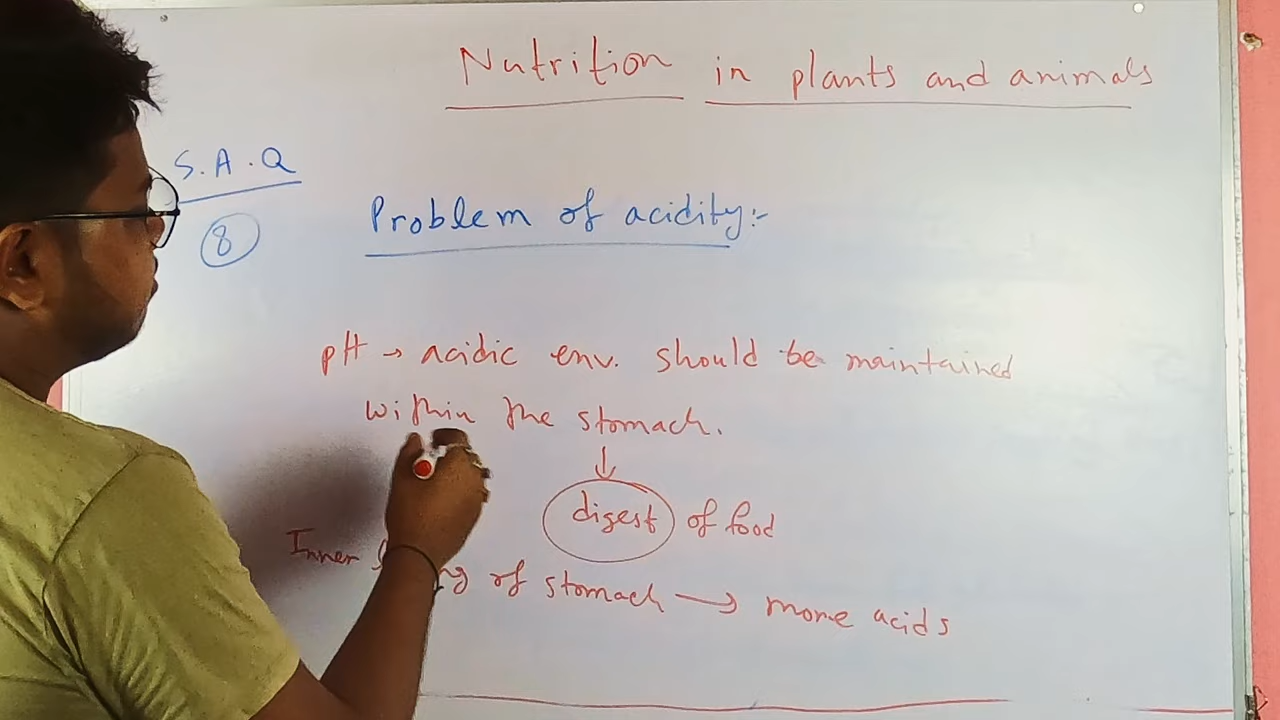 Nutrition in plants and animals
S.A.Q
8
Problem of acidity:-
pH → acidic env. should be maintained
within the stomach.
↓
digest of food
Inner of stomach → more acids